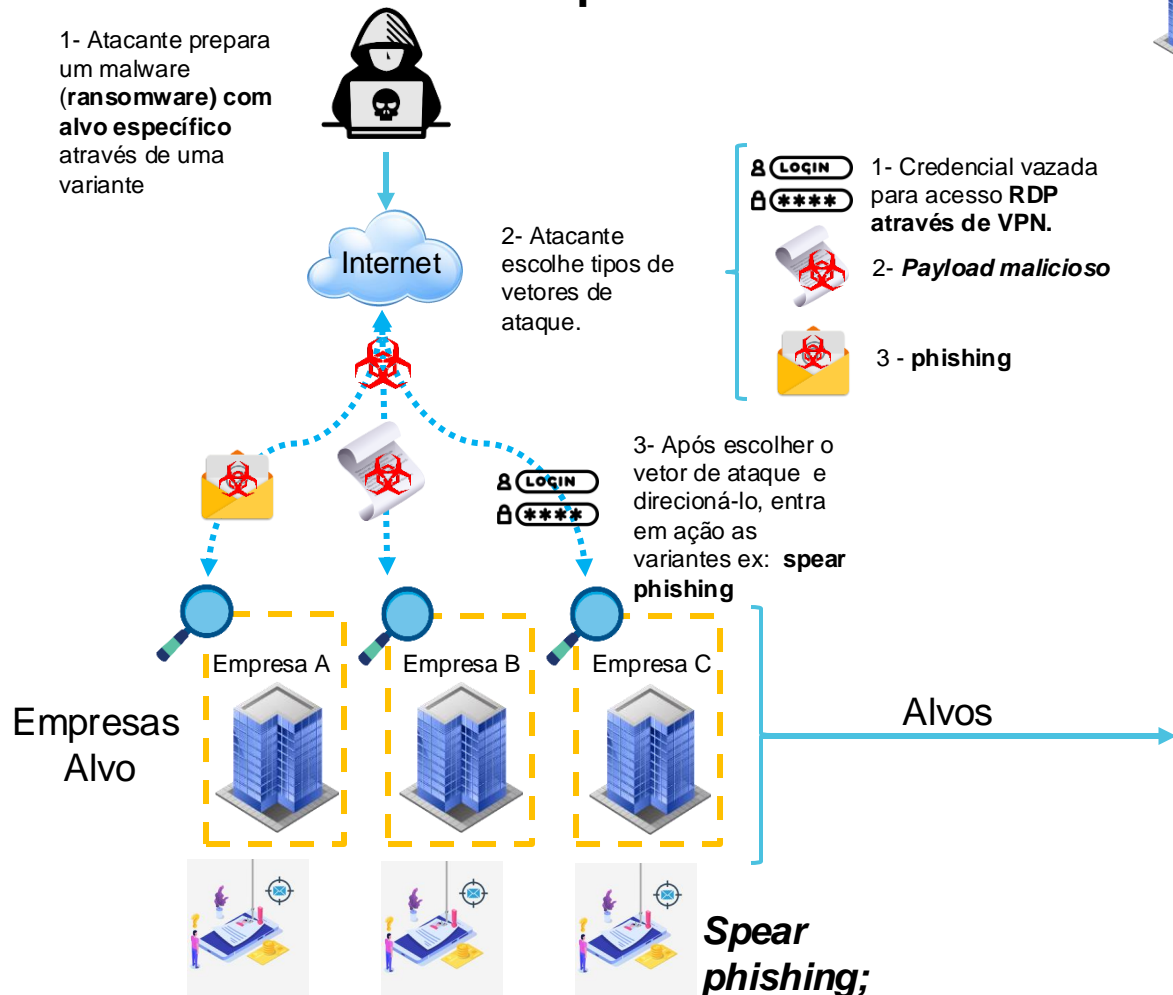 1- Atacante prepara
um malware
(ransomware) com
alvo específico
através de uma
variante
Internet
2- Atacante
escolhe tipos de
vetores de
ataque.
LOGIN
****
1- Credencial vazada
para acesso RDP
através de VPN.
2- Payload malicioso
3 - phishing
LOGIN
****
3- Após escolher o
vetor de ataque e
direcioná-lo, entra
em ação as
variantes ex: spear
phishing
Empresa A
Empresa B
Empresa C
Empresas
Alvo
Alvos
Spear
phishing;